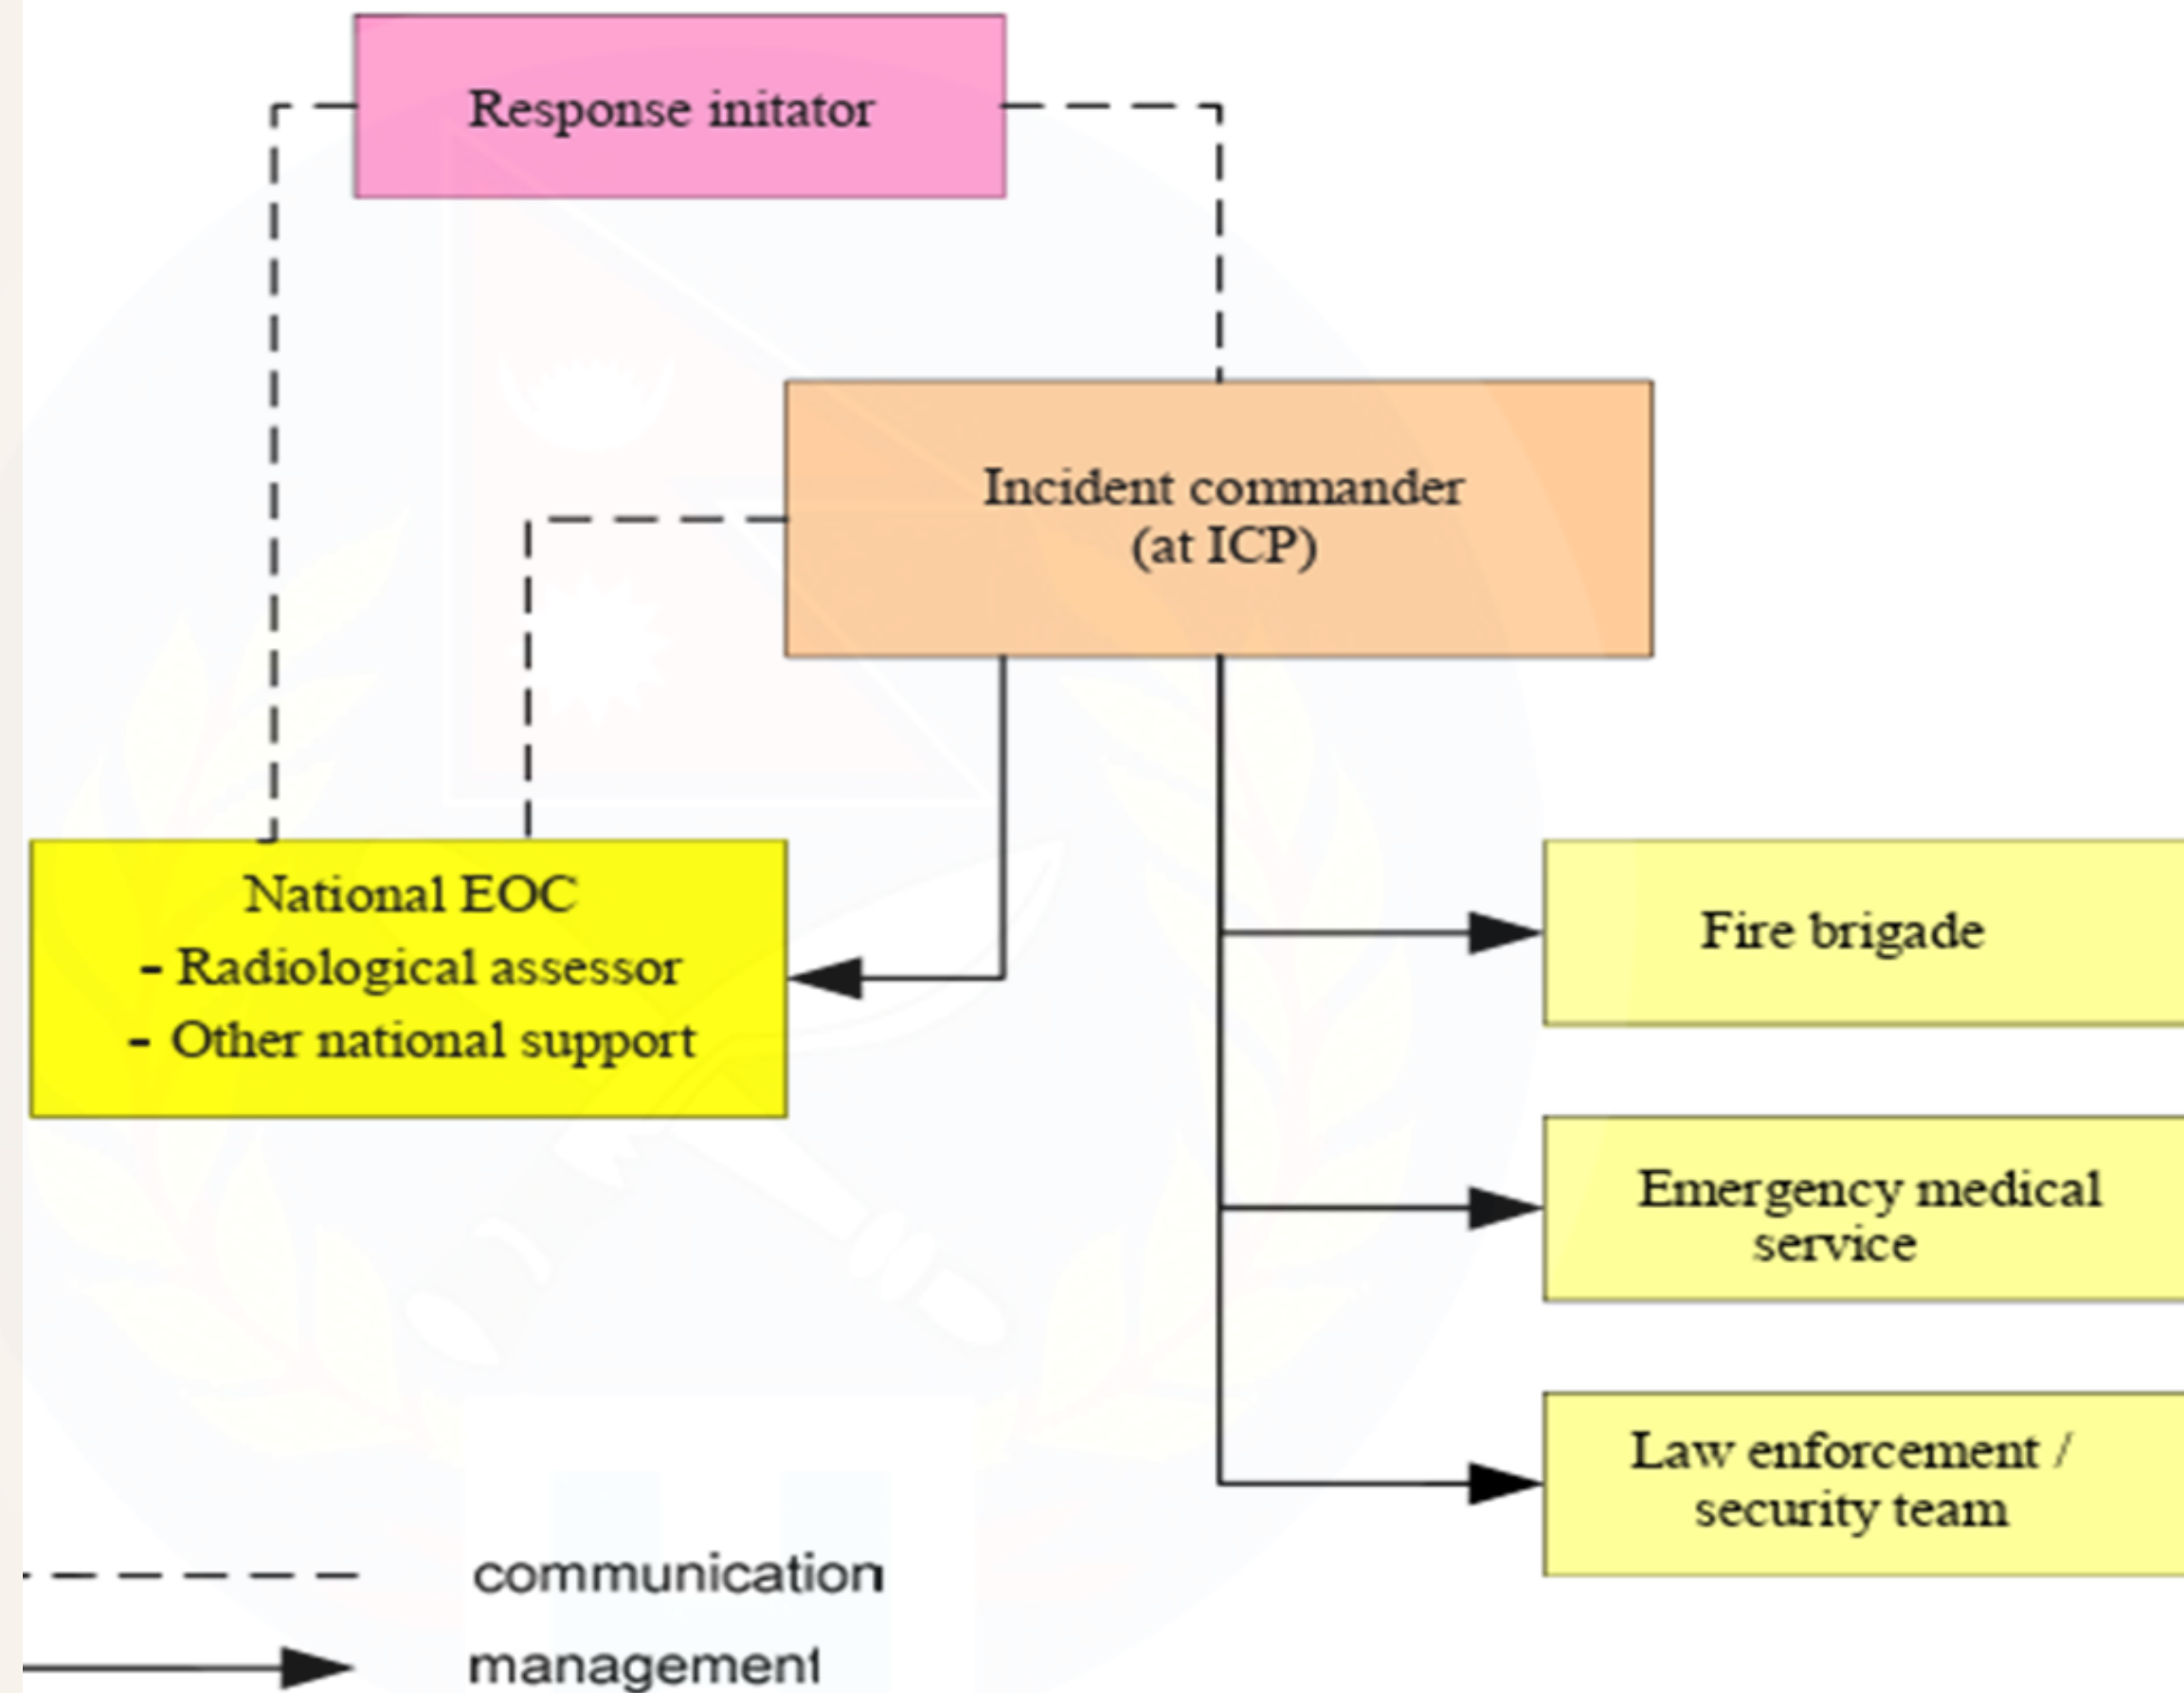 Response initator
Incident commander
(at ICP)
National EOC
- Radiological assessor
- Other national support
Fire brigade
Emergency medical
service
Law enforcement /
security team
communication
management